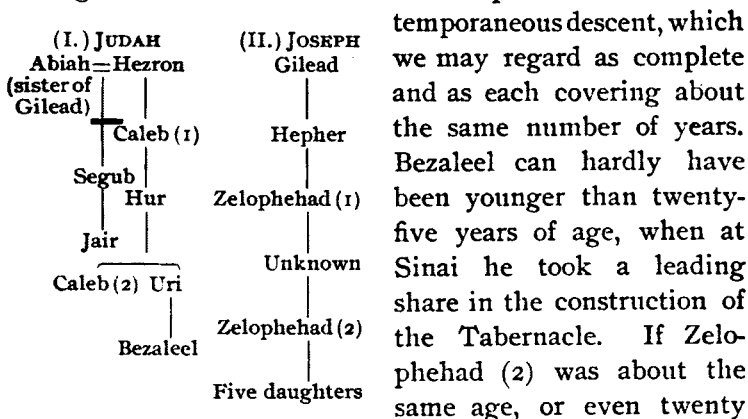 (I.) JUDAH
Abiah=Hezron
(sister of
Gilead)
Caleb (1)
Segub
Hur
Jair
Caleb (2) Uri
Bezaleel
(II.) JOSEPH
Gilead
Hepher
Zelophehad (1)
Unknown
Zelophehad (2)
Five daughters
temporaneous descent, which
we may regard as complete
and as each covering about
the same number of years.
Bezaleel can hardly have
been younger than twenty-
five years of age, when at
Sinai he took a leading
share in the construction of
the Tabernacle. If Zelo-
phehad (2) was about the
same age, or even twenty